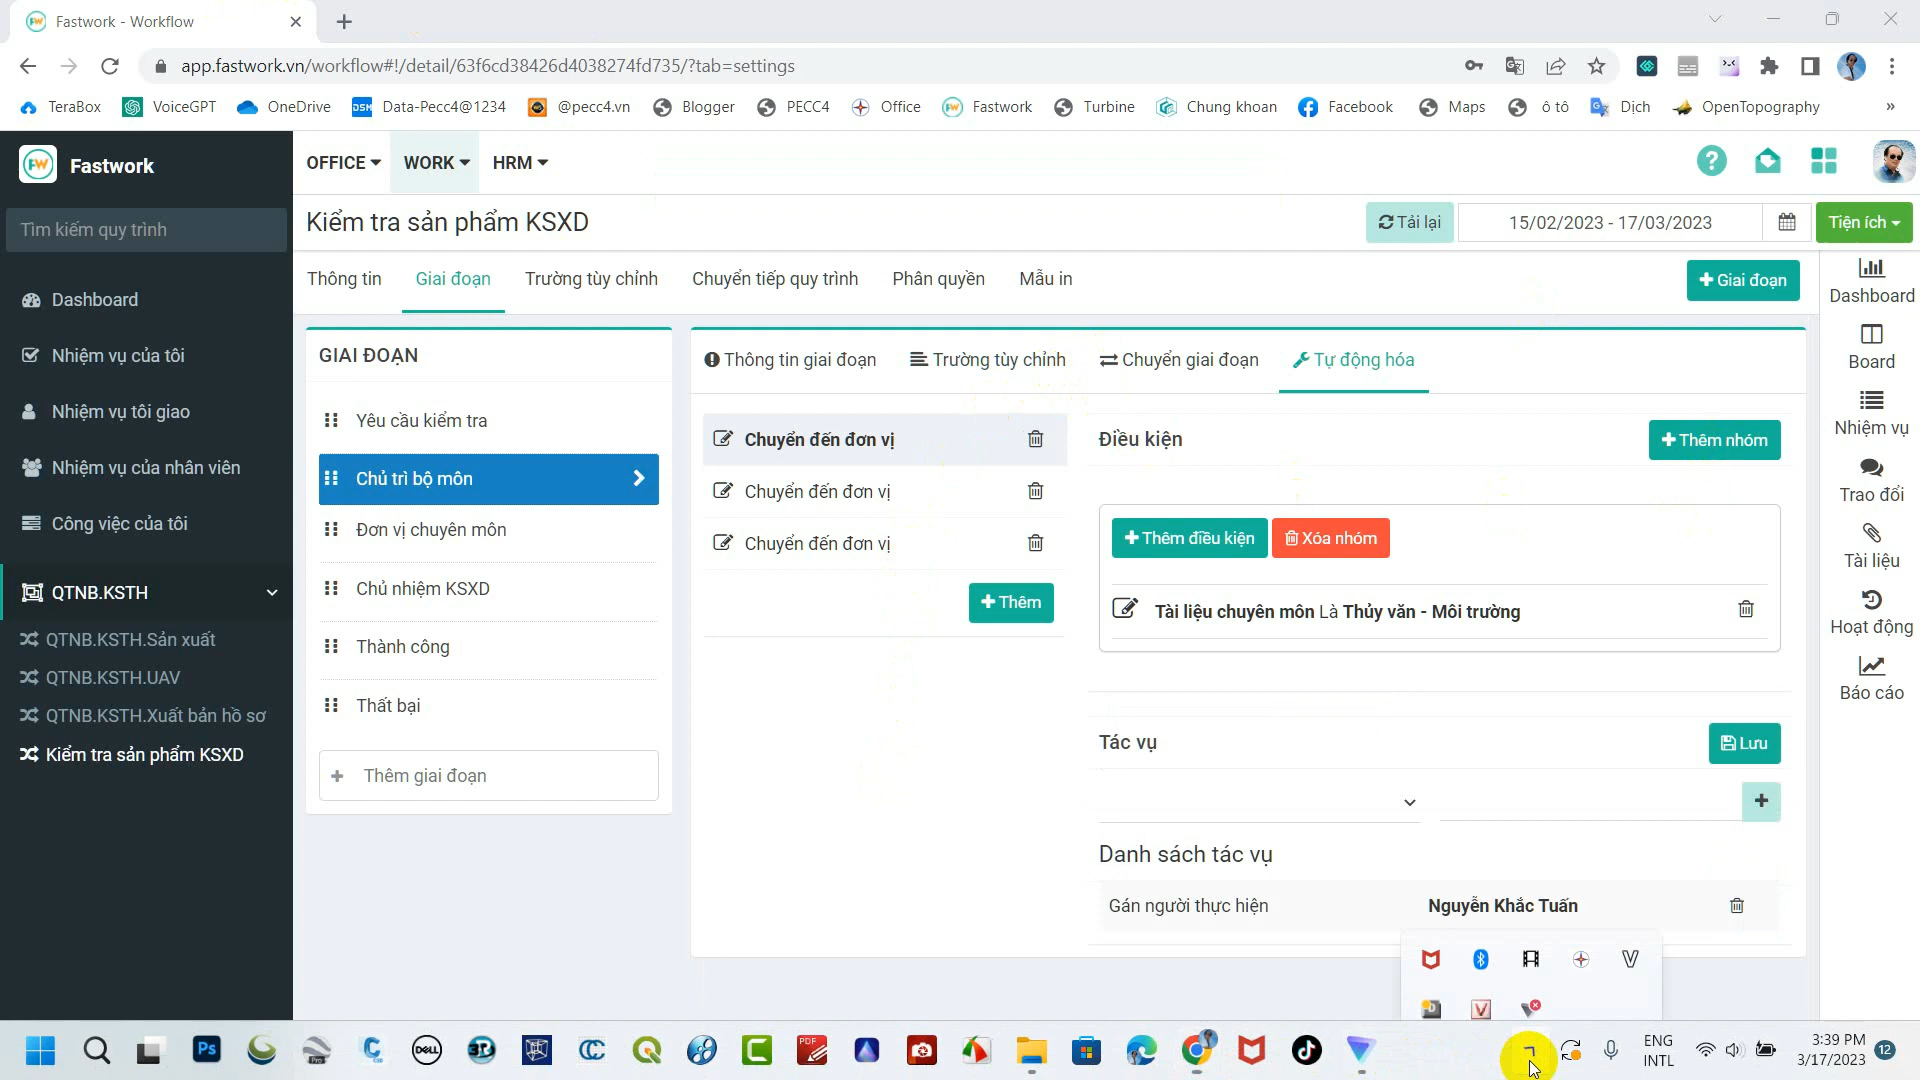 Fastwork - Workflow
app.fastwork.vn/workflow#!/detail/63f6cd38426d4038274fd735/?tab=settings
TeraBox VoiceGPT OneDrive DSM Data-Pecc4@1234 @pecc4.vn Blogger PECC4 Office Fastwork Turbine Chung khoan Facebook Maps ô tô Dịch OpenTopography »
FW Fastwork
OFFICE WORK HRM
Tìm kiếm quy trình
Kiểm tra sản phẩm KSXD
Tải lại
15/02/2023 - 17/03/2023
Tiện ích
Thông tin Giai đoạn Trường tùy chỉnh Chuyển tiếp quy trình Phân quyền Mẫu in
+ Giai đoạn
Dashboard
Nhiệm vụ của tôi
Nhiệm vụ tôi giao
Nhiệm vụ của nhân viên
Công việc của tôi
QTNB.KSTH
QTNB.KSTH.Sản xuất
QTNB.KSTH.UAV
QTNB.KSTH.Xuất bản hồ sơ
Kiểm tra sản phẩm KSXD
GIAI ĐOẠN
Yêu cầu kiểm tra
Chủ trì bộ môn
Đơn vị chuyên môn
Chủ nhiệm KSXD
Thành công
Thất bại
+ Thêm giai đoạn
Thông tin giai đoạn Trường tùy chỉnh Chuyển giai đoạn Tự động hóa
Chuyển đến đơn vị
Chuyển đến đơn vị
Chuyển đến đơn vị
+ Thêm
Điều kiện
+ Thêm nhóm
+ Thêm điều kiện
Xóa nhóm
Tài liệu chuyên môn Là Thủy văn - Môi trường
Tác vụ
Lưu
+
Danh sách tác vụ
Gán người thực hiện Nguyễn Khắc Tuấn
Dashboard
Board
Nhiệm vụ
Trao đổi
Tài liệu
Hoạt động
Báo cáo
Ps
DELL
PDF
ENG
INTL
3:39 PM
3/17/2023
12